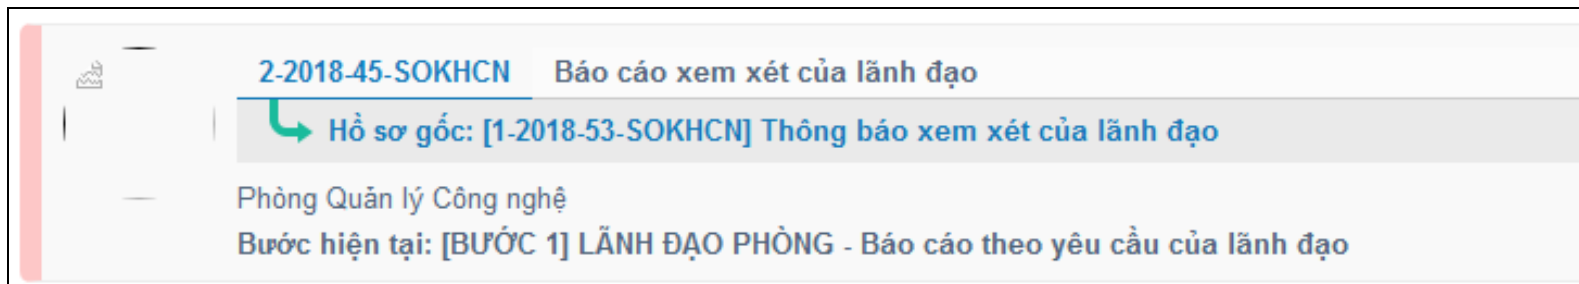 2-2018-45-SOKHCN Báo cáo xem xét của lãnh đạo
Hồ sơ gốc: [1-2018-53-SOKHCN] Thông báo xem xét của lãnh đạo
Phòng Quản lý Công nghệ
Bước hiện tại: [BƯỚC 1] LÃNH ĐẠO PHÒNG - Báo cáo theo yêu cầu của lãnh đạo